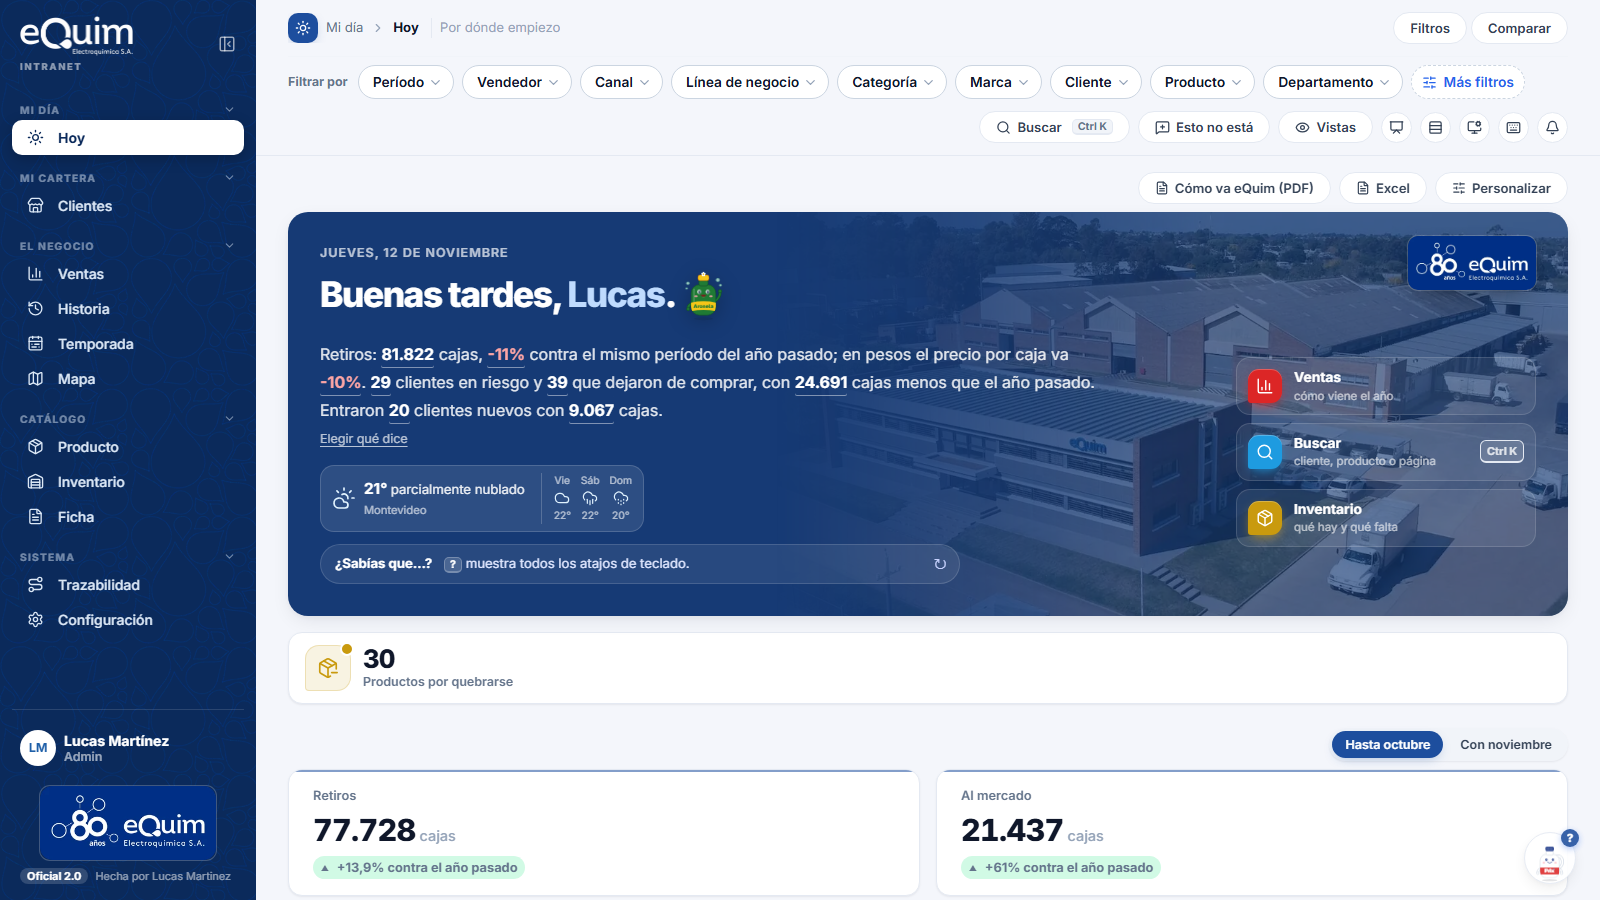 eQuim
Electroquímica S.A.
INTRANET
MI DÍA
Hoy
MI CARTERA
Clientes
EL NEGOCIO
Ventas
Historia
Temporada
Mapa
CATÁLOGO
Producto
Inventario
Ficha
SISTEMA
Trazabilidad
Configuración
LM
Lucas Martínez
Admin
80 años eQuim
Electroquímica S.A.
Oficial 2.0 Hecha por Lucas Martinez
Mi día > Hoy Por dónde empiezo
Filtros Comparar
Filtrar por Período Vendedor Canal Línea de negocio Categoría Marca Cliente Producto Departamento Más filtros
Buscar Ctrl K Esto no está Vistas
Cómo va eQuim (PDF) Excel Personalizar
JUEVES, 12 DE NOVIEMBRE
Buenas tardes, Lucas.
80 años eQuim
Electroquímica S.A.
Retiros: 81.822 cajas, -11% contra el mismo período del año pasado; en pesos el precio por caja va
-10%. 29 clientes en riesgo y 39 que dejaron de comprar, con 24.691 cajas menos que el año pasado.
Entraron 20 clientes nuevos con 9.067 cajas.
Elegir qué dice
21° parcialmente nublado
Montevideo
Vie Sáb Dom
22° 22° 20°
¿Sabías que...? ? muestra todos los atajos de teclado.
Ventas
cómo viene el año
Buscar
cliente, producto o página
Ctrl K
Inventario
qué hay y qué falta
eQuim
30
Productos por quebrarse
Hasta octubre Con noviembre
Retiros
77.728 cajas
▲ +13,9% contra el año pasado
Al mercado
21.437 cajas
▲ +61% contra el año pasado
?